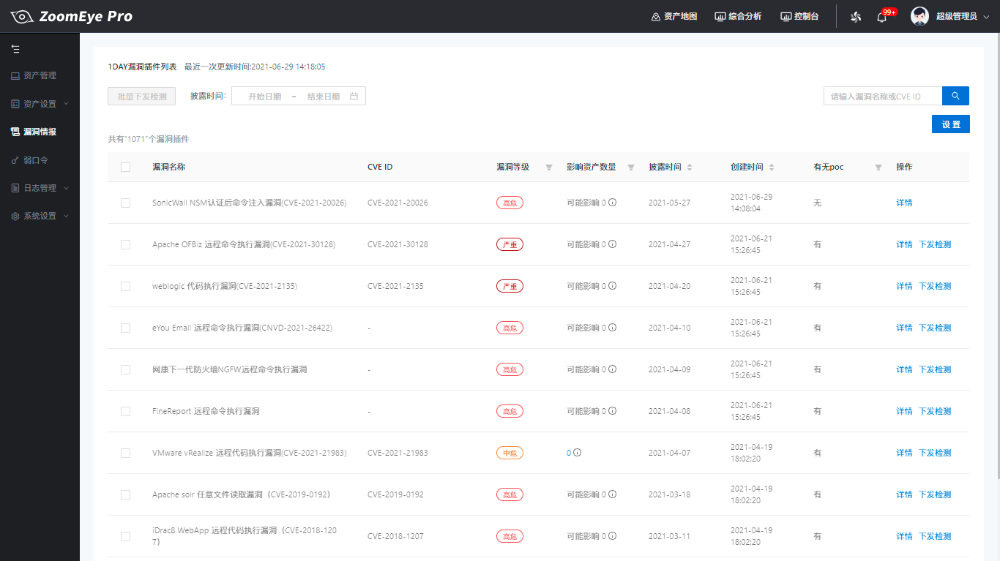 ZoomEye Pro
资产地图 综合分析 控制台 99+ 超级管理员
资产管理
资产设置
漏洞情报
弱口令
日志管理
系统设置
1DAY漏洞插件列表 最近一次更新时间:2021-06-29 14:18:05
批量下发检测 披露时间: 开始日期 ~ 结束日期 请输入漏洞名称或CVE ID
设 置
共有"1071"个漏洞插件
漏洞名称 CVE ID 漏洞等级 影响资产数量 披露时间 创建时间 有无poc 操作
SonicWall NSM认证后命令注入漏洞(CVE-2021-20026) CVE-2021-20026 高危 可能影响 0 2021-05-27 2021-06-29 无 详情
14:08:04
Apache OFBiz 远程命令执行漏洞(CVE-2021-30128) CVE-2021-30128 严重 可能影响 0 2021-04-27 2021-06-21 有 详情 下发检测
15:26:45
weblogic 代码执行漏洞(CVE-2021-2135) CVE-2021-2135 严重 可能影响 0 2021-04-20 2021-06-21 有 详情 下发检测
15:26:45
eYou Email 远程命令执行漏洞(CNVD-2021-26422) - 高危 可能影响 0 2021-04-10 2021-06-21 有 详情 下发检测
15:26:45
网康下一代防火墙NGFW远程命令执行漏洞 - 高危 可能影响 0 2021-04-09 2021-06-21 有 详情 下发检测
15:26:45
FineReport 远程命令执行漏洞 - 高危 可能影响 0 2021-04-08 2021-06-21 有 详情 下发检测
15:26:45
VMware vRealize 远程代码执行漏洞(CVE-2021-21983) CVE-2021-21983 中危 0 2021-04-07 2021-04-19 有 详情 下发检测
18:02:20
Apache solr 任意文件读取漏洞（CVE-2019-0192） CVE-2019-0192 高危 可能影响 0 2021-03-18 2021-04-19 有 详情 下发检测
18:02:20
iDrac8 WebApp 远程代码执行漏洞（CVE-2018-120 CVE-2018-1207 高危 可能影响 0 2021-03-11 2021-04-19 有 详情 下发检测
7） 18:02:20